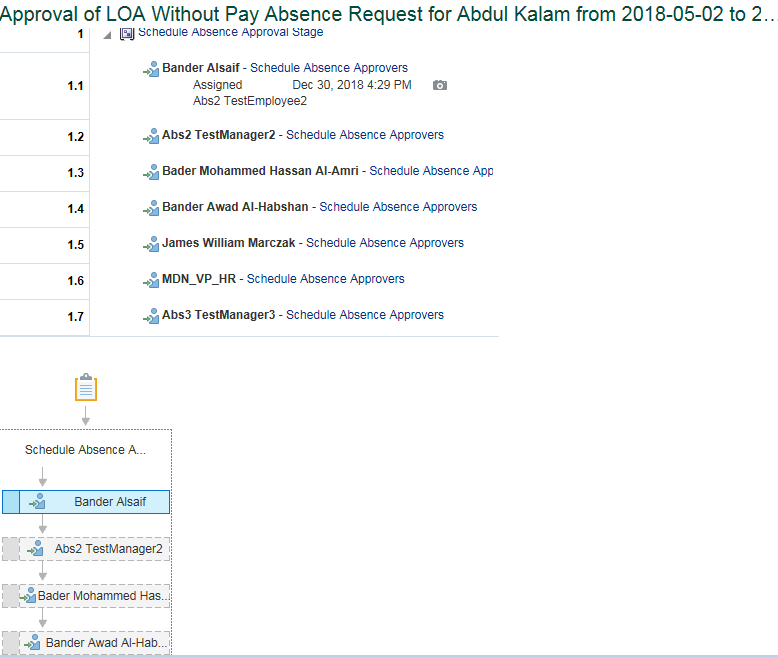 Approval of LOA Without Pay Absence Request for Abdul Kalam from 2018-05-02 to 2...
1 Schedule Absence Approval Stage
1.1 Bander Alsaif - Schedule Absence Approvers
Assigned Dec 30, 2018 4:29 PM
Abs2 TestEmployee2
1.2 Abs2 TestManager2 - Schedule Absence Approvers
1.3 Bader Mohammed Hassan Al-Amri - Schedule Absence App
1.4 Bander Awad Al-Habshan - Schedule Absence Approvers
1.5 James William Marczak - Schedule Absence Approvers
1.6 MDN_VP_HR - Schedule Absence Approvers
1.7 Abs3 TestManager3 - Schedule Absence Approvers
Schedule Absence A...
Bander Alsaif
Abs2 TestManager2
Bader Mohammed Has...
Bander Awad Al-Hab...